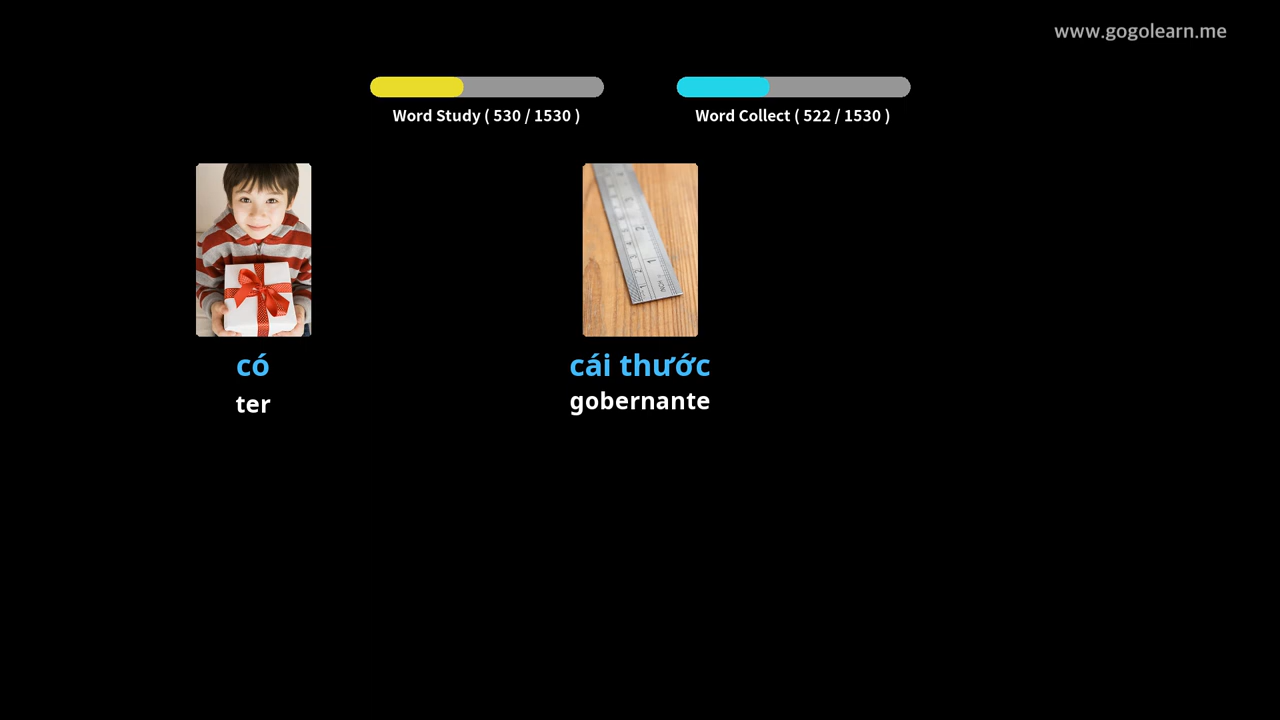 www.gogolearn.me
Word Study ( 530 / 1530 )
Word Collect ( 522 / 1530 )
có
ter
cái thước
gobernante